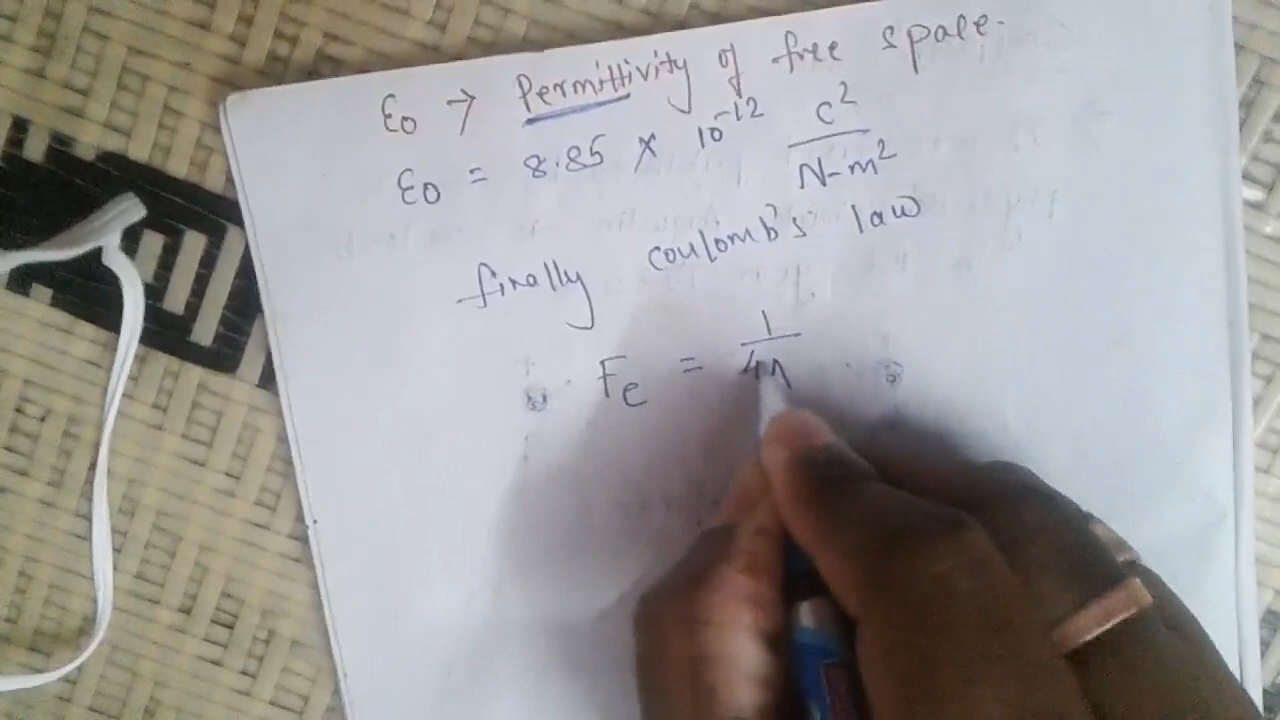 ε0 → Permittivity of free space.
ε0 = 8.85 × 10^-12 C^2/N-m^2
finally coulomb's law
Fe = 1/4π